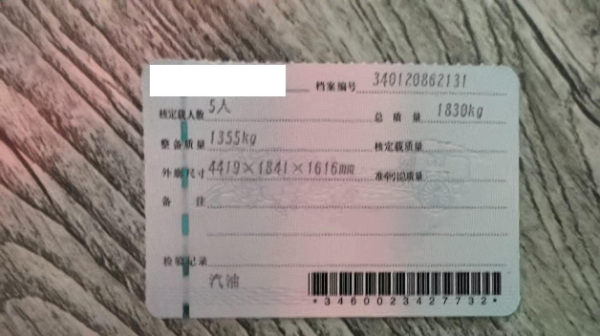 档案编号 340120862131
核定载人数 5人 总质量 1830kg
整备质量 1355kg 核定载质量
外廓尺寸 4419×1841×1616mm 准牵引总质量
备注
检验记录
汽油
*3460023427732*